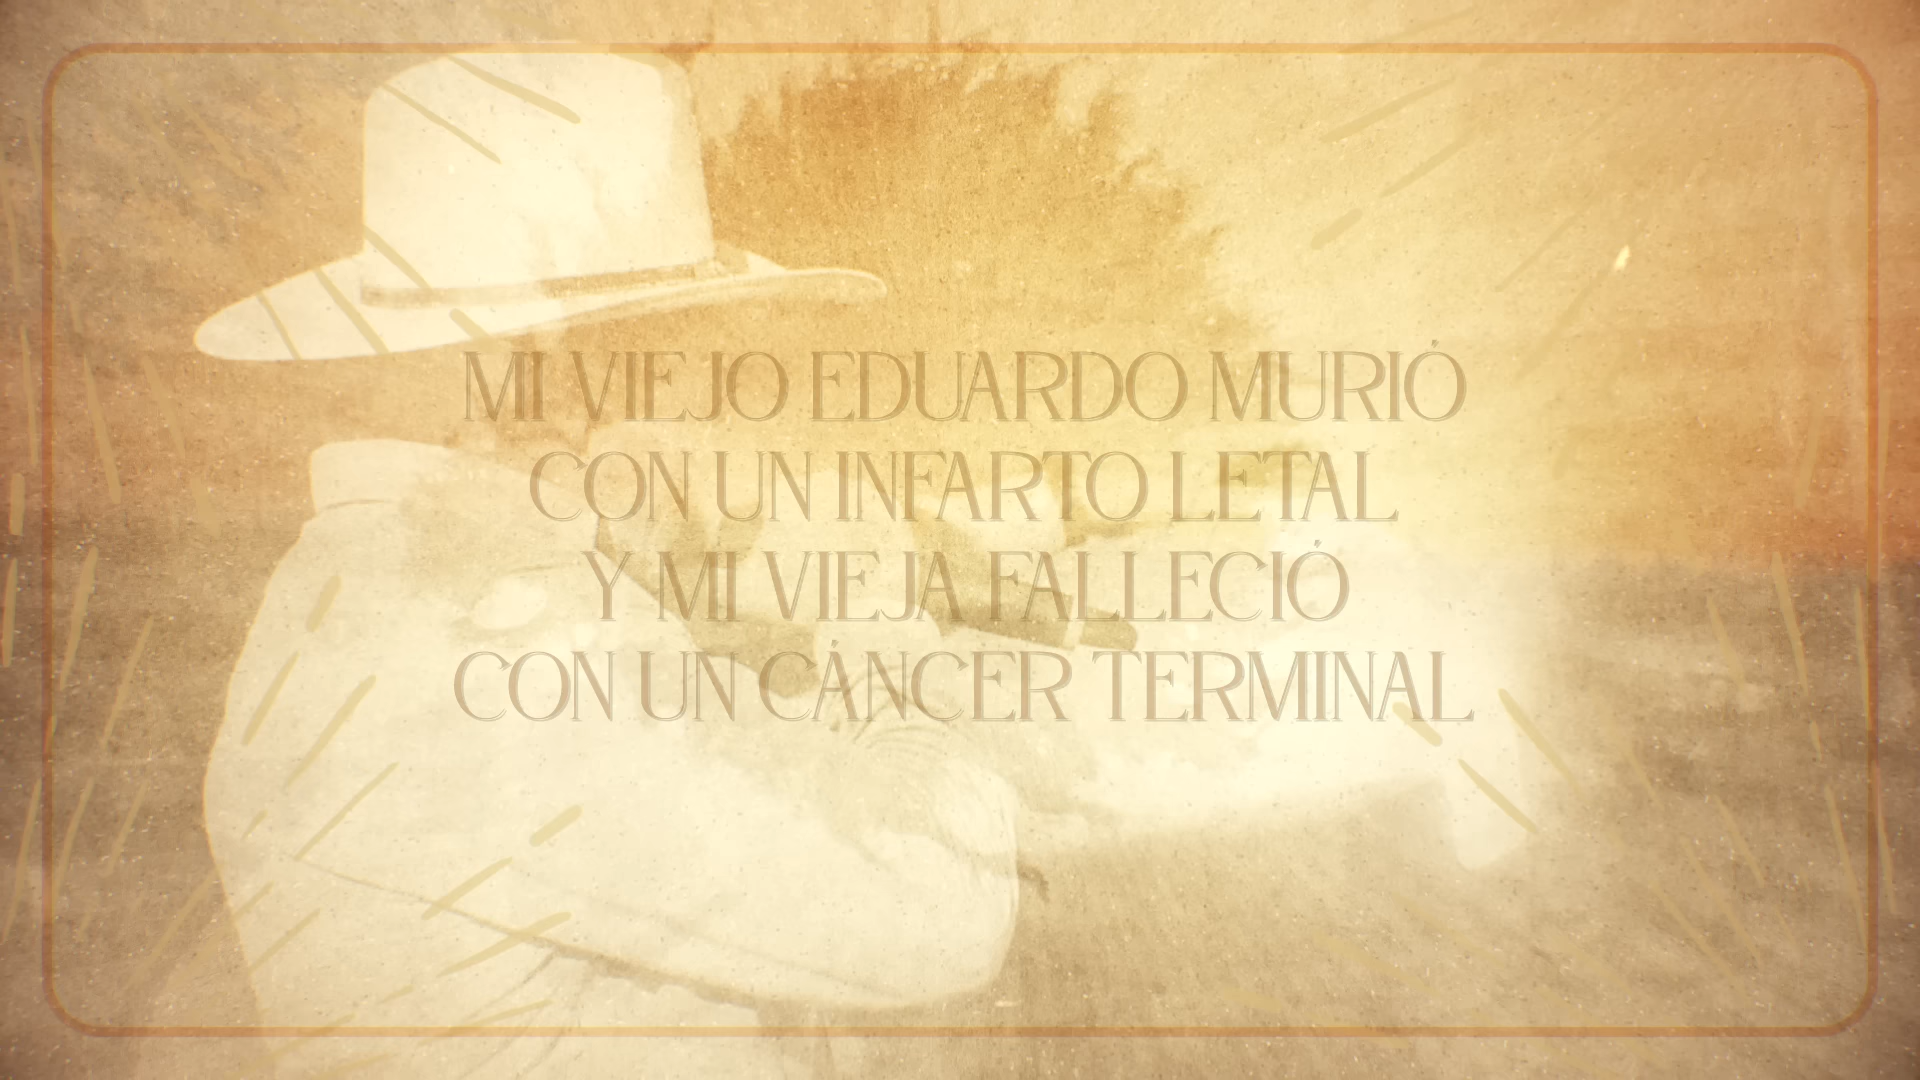 MI VIEJO EDUARDO MURIÓ
CON UN INFARTO LETAL
Y MI VIEJA FALLECIÓ
CON UN CÁNCER TERMINAL